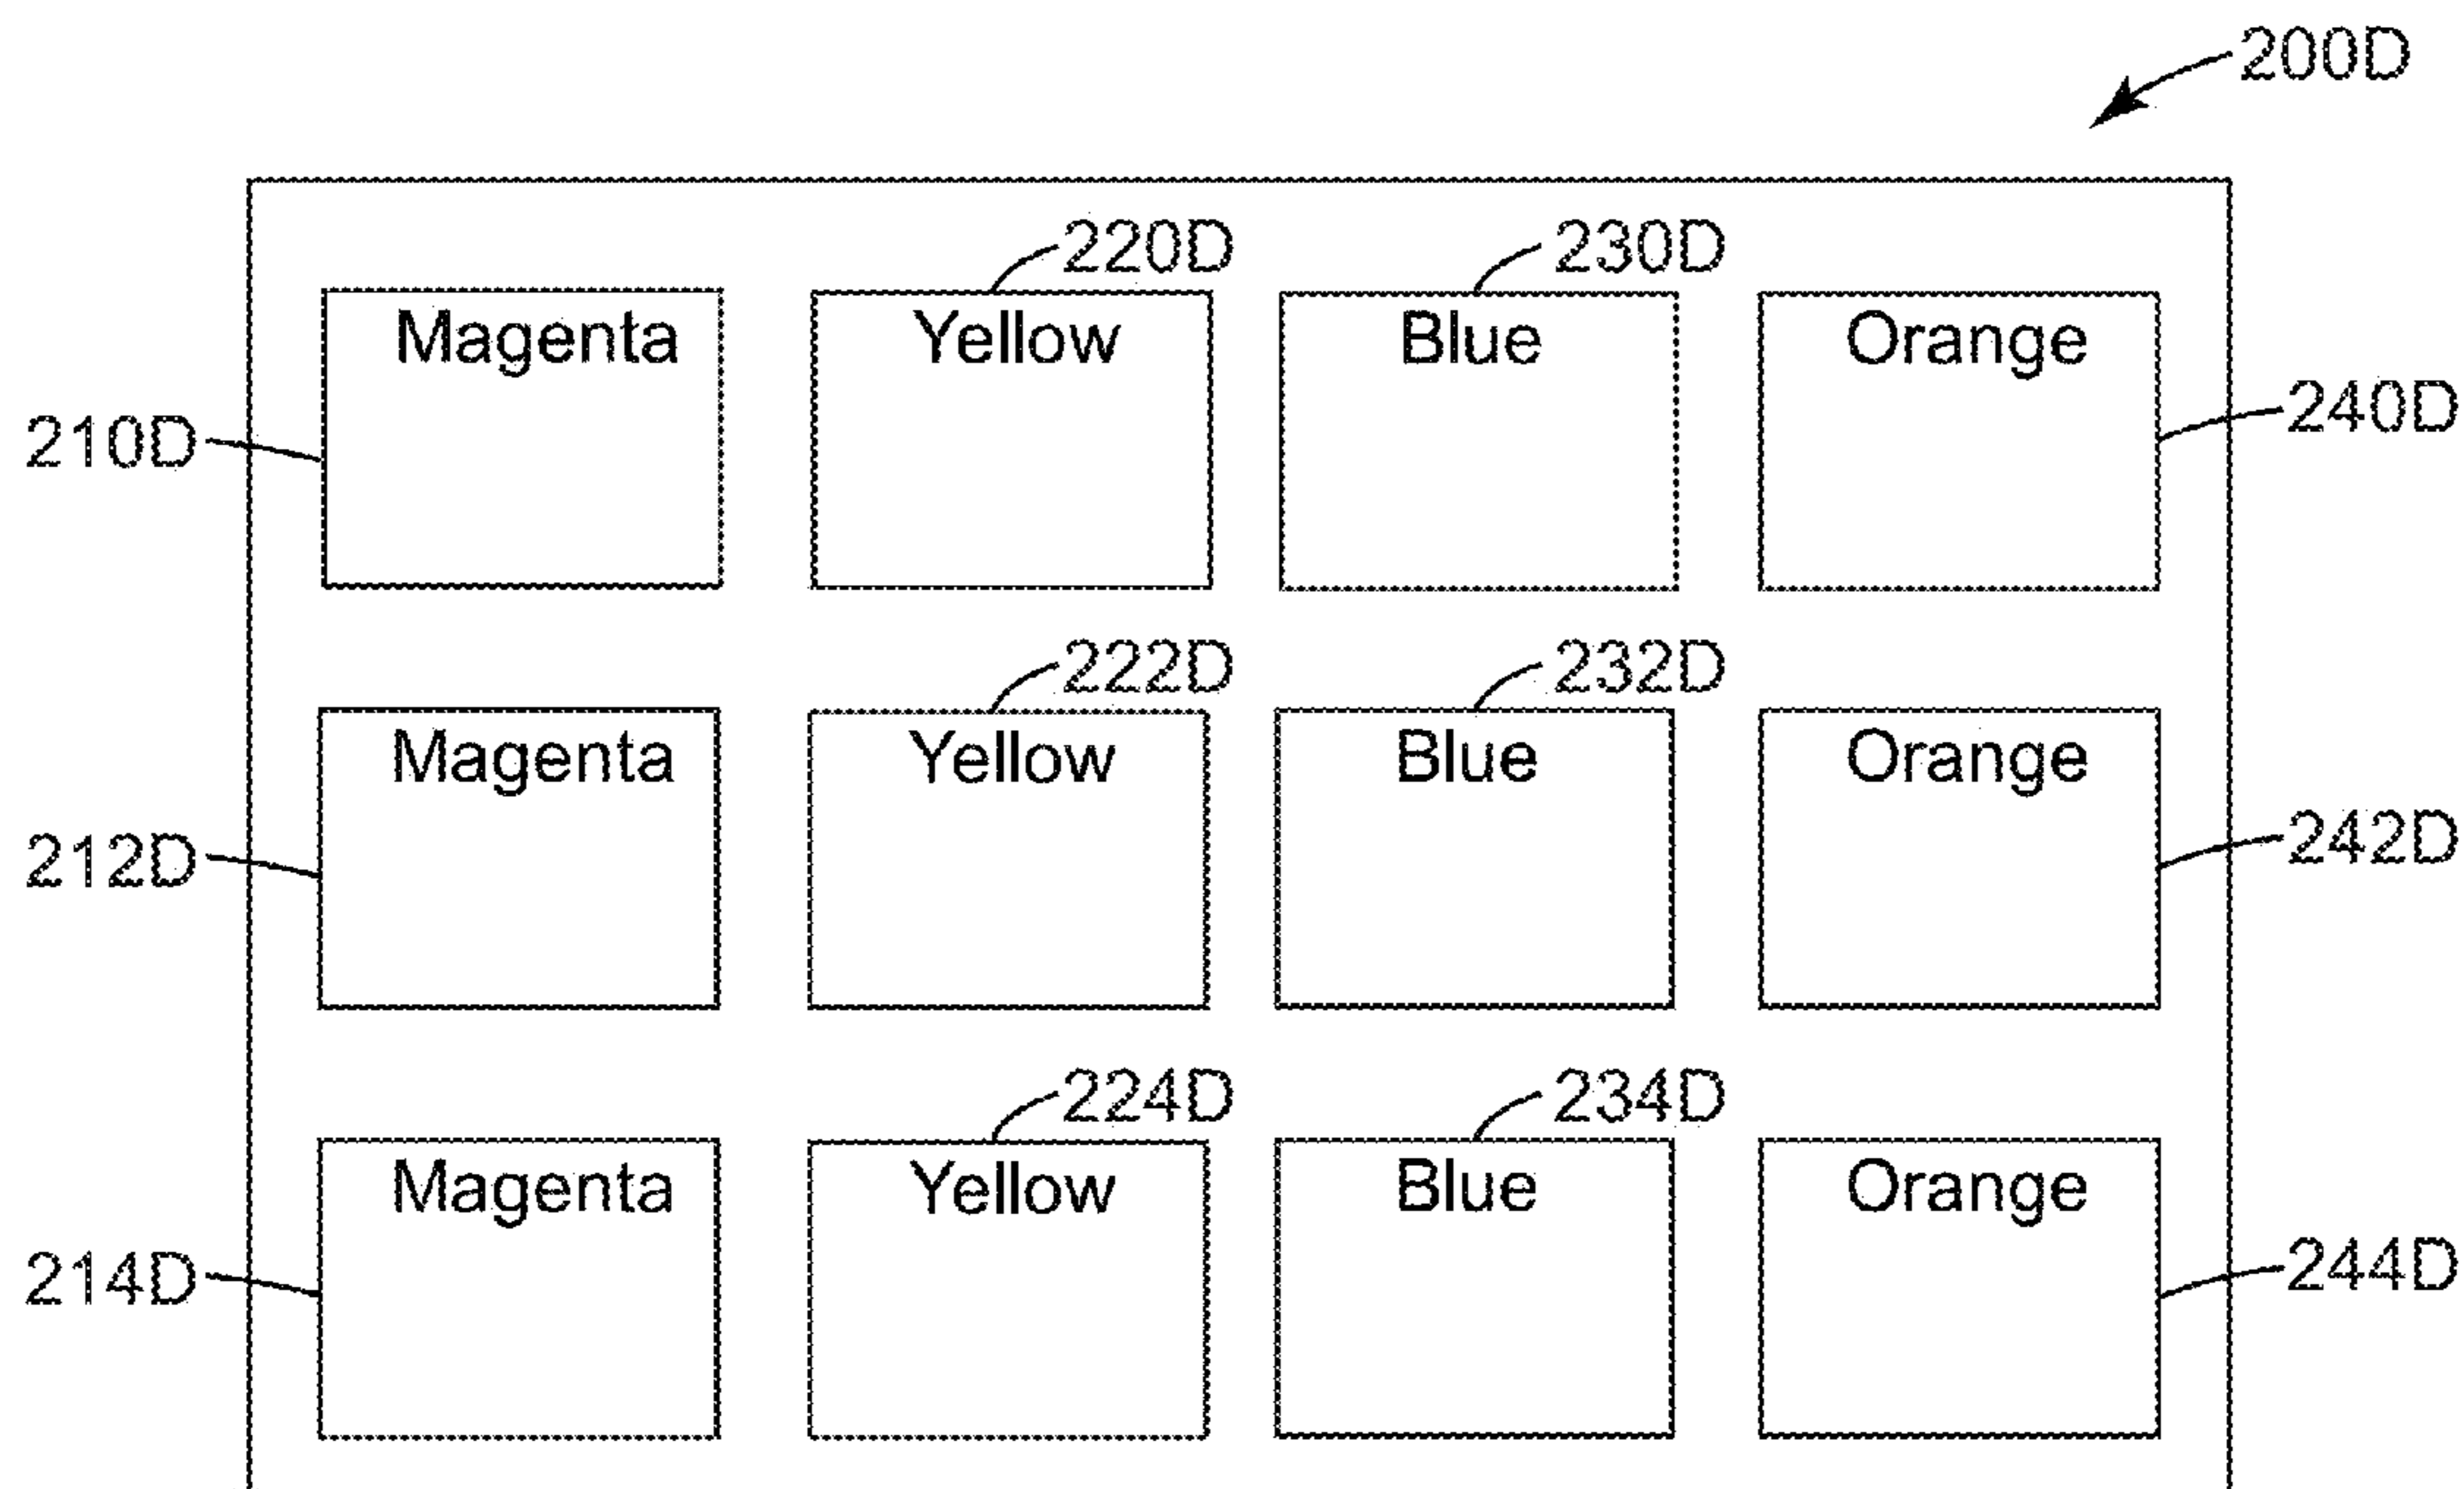 200D
220D 230D
Magenta Yellow Blue Orange
210D 240D
222D 232D
Magenta Yellow Blue Orange
212D 242D
224D 234D
Magenta Yellow Blue Orange
214D 244D